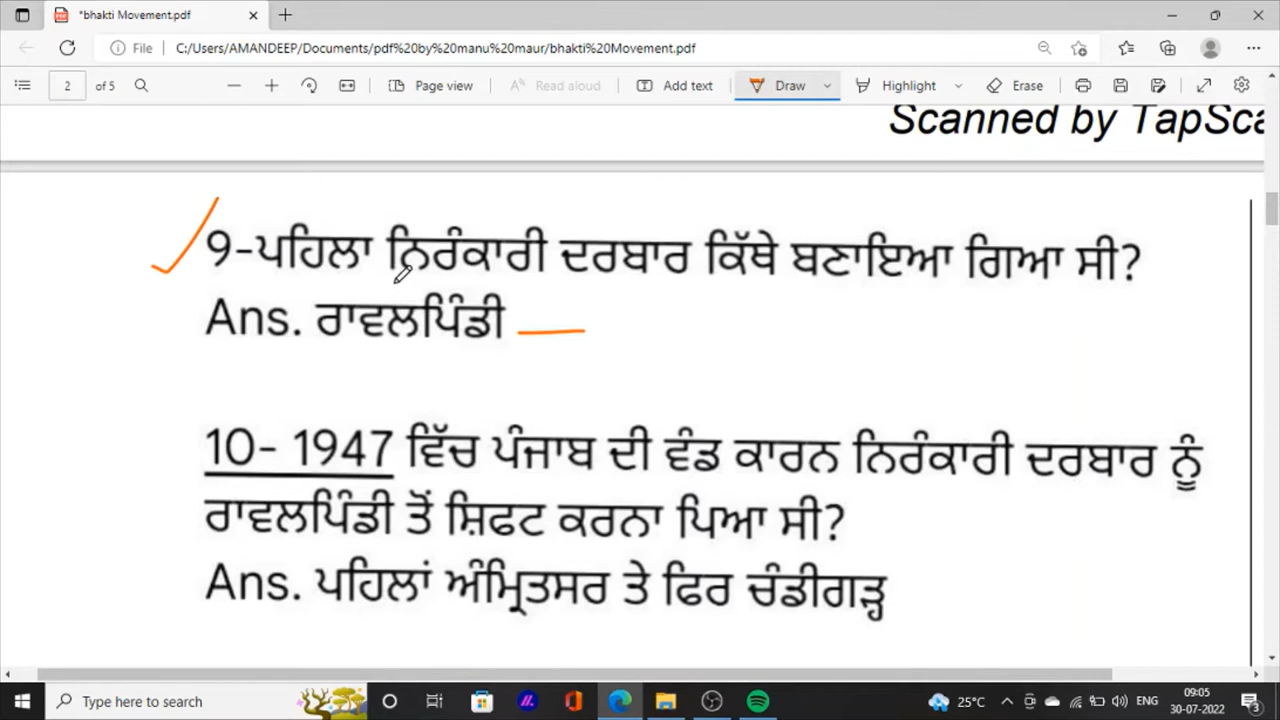 *bhakti Movement.pdf
File C:/Users/AMANDEEP/Documents/pdf%20by%20manu%20maur/bhakti%20Movement.pdf
2 of 5 Page view Read aloud Add text Draw Highlight Erase
Scanned by
9-ਪਹਿਲਾ ਨਿਰੰਕਾਰੀ ਦਰਬਾਰ ਕਿੱਥੇ ਬਣਾਇਆ ਗਿਆ ਸੀ?
Ans. ਰਾਵਲਪਿੰਡੀ
10- 1947 ਵਿੱਚ ਪੰਜਾਬ ਦੀ ਵੰਡ ਕਾਰਨ ਨਿਰੰਕਾਰੀ ਦਰਬਾਰ ਨੂੰ
ਰਾਵਲਪਿੰਡੀ ਤੋਂ ਸ਼ਿਫਟ ਕਰਨਾ ਪਿਆ ਸੀ?
Ans. ਪਹਿਲਾਂ ਅੰਮ੍ਰਿਤਸਰ ਤੇ ਫਿਰ ਚੰਡੀਗੜ੍ਹ
Type here to search 25°C ENG 09:05
30-07-2022 3